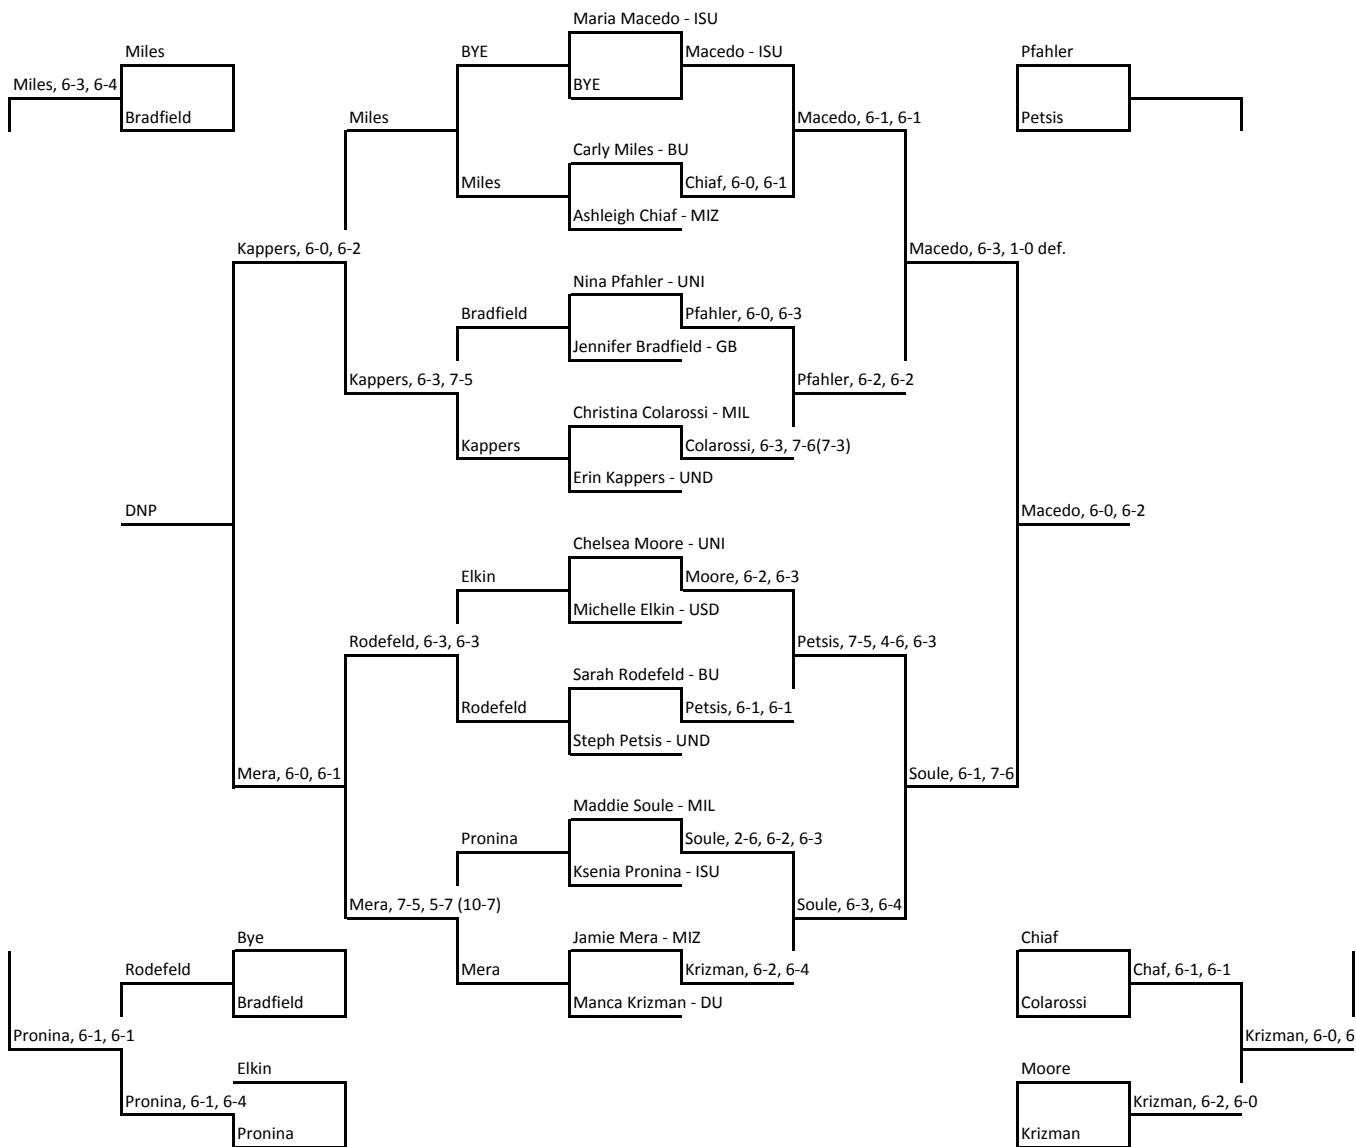 Maria Macedo - ISU
Miles
BYE
Macedo - ISU
Pfahler
Miles, 6-3, 6-4
BYE
Bradfield
Miles
Macedo, 6-1, 6-1
Petsis
Carly Miles - BU
Miles
Chiaf, 6-0, 6-1
Ashleigh Chiaf - MIZ
Kappers, 6-0, 6-2
Macedo, 6-3, 1-0 def.
Nina Pfahler - UNI
Bradfield
Pfahler, 6-0, 6-3
Jennifer Bradfield - GB
Kappers, 6-3, 7-5
Pfahler, 6-2, 6-2
Christina Colarossi - MIL
Kappers
Colarossi, 6-3, 7-6(7-3)
Erin Kappers - UND
DNP
Macedo, 6-0, 6-2
Chelsea Moore - UNI
Elkin
Moore, 6-2, 6-3
Michelle Elkin - USD
Rodefeld, 6-3, 6-3
Petsis, 7-5, 4-6, 6-3
Sarah Rodefeld - BU
Rodefeld
Petsis, 6-1, 6-1
Steph Petsis - UND
Mera, 6-0, 6-1
Soule, 6-1, 7-6
Maddie Soule - MIL
Pronina
Soule, 2-6, 6-2, 6-3
Ksenia Pronina - ISU
Mera, 7-5, 5-7 (10-7)
Soule, 6-3, 6-4
Bye
Jamie Mera - MIZ
Chiaf
Rodefeld
Mera
Krizman, 6-2, 6-4
Chaf, 6-1, 6-1
Bradfield
Manca Krizman - DU
Colarossi
Pronina, 6-1, 6-1
Krizman, 6-0, 6
Elkin
Moore
Pronina, 6-1, 6-4
Krizman, 6-2, 6-0
Pronina
Krizman